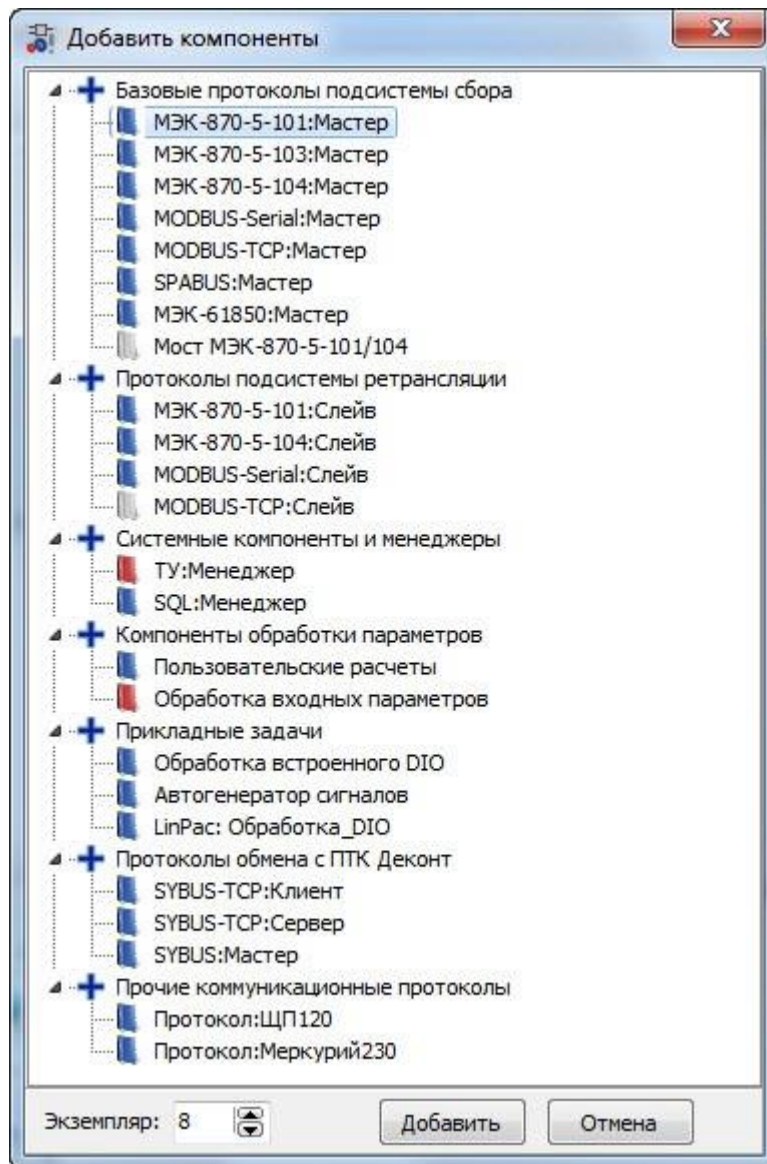 Добавить компоненты
Базовые протоколы подсистемы сбора
МЭК-870-5-101:Мастер
МЭК-870-5-103:Мастер
МЭК-870-5-104:Мастер
MODBUS-Serial:Мастер
MODBUS-TCP:Мастер
SPABUS:Мастер
МЭК-61850:Мастер
Мост МЭК-870-5-101/104
Протоколы подсистемы ретрансляции
МЭК-870-5-101:Слейв
МЭК-870-5-104:Слейв
MODBUS-Serial:Слейв
MODBUS-TCP:Слейв
Системные компоненты и менеджеры
ТУ:Менеджер
SQL:Менеджер
Компоненты обработки параметров
Пользовательские расчеты
Обработка входных параметров
Прикладные задачи
Обработка встроенного DIO
Автогенератор сигналов
LinPac: Обработка_DIO
Протоколы обмена с ПТК Деконт
SYBUS-TCP:Клиент
SYBUS-TCP:Сервер
SYBUS:Мастер
Прочие коммуникационные протоколы
Протокол:ЩП120
Протокол:Меркурий230
Экземпляр: 8 Добавить Отмена